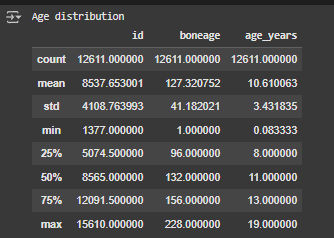 Age distribution
id boneage age_years
count 12611.000000 12611.000000 12611.000000
mean 8537.653001 127.320752 10.610063
std 4108.763993 41.182021 3.431835
min 1377.000000 1.000000 0.083333
25% 5074.500000 96.000000 8.000000
50% 8565.000000 132.000000 11.000000
75% 12091.500000 156.000000 13.000000
max 15610.000000 228.000000 19.000000